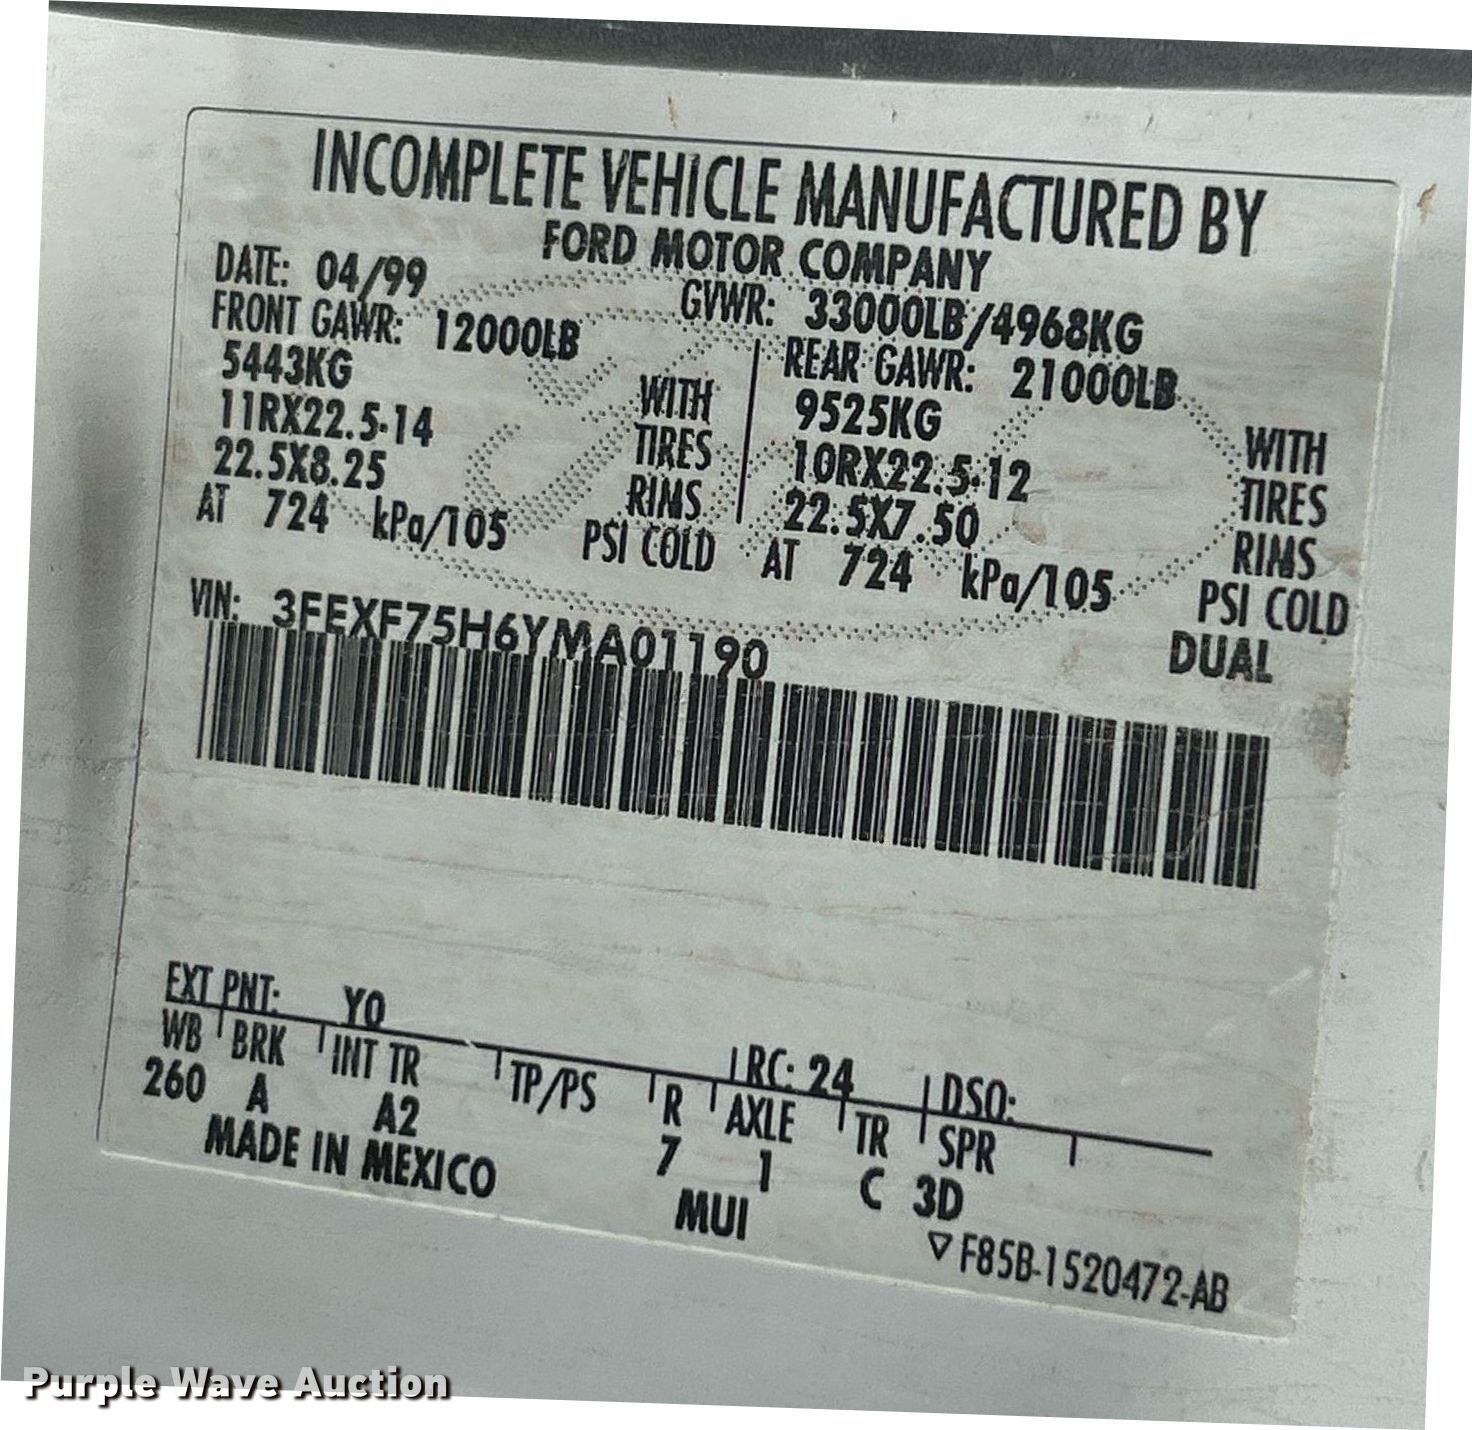 INCOMPLETE VEHICLE MANUFACTURED BY
FORD MOTOR COMPANY
DATE: 04/99
GVWR: 33000LB/4968KG
FRONT GAWR: 12000LB
REAR GAWR: 21000LB
5443KG
WITH
9525KG
WITH
11RX22.5-14
TIRES
10RX22.5-12
TIRES
22.5X8.25
RIMS
22.5X7.50
RIMS
AT 724 kPa/105
PSI COLD
AT 724 kPa/105
PSI COLD
DUAL
VIN: 3FEXF75H6YMA01190
EXT PNT: YO
RC: 24
DSO:
WB BRK INT TR TP/PS R AXLE TR SPR
260 A A2 7 1 C 3D
MADE IN MEXICO
MUI
F85B-1520472-AB
Purple Wave Auction